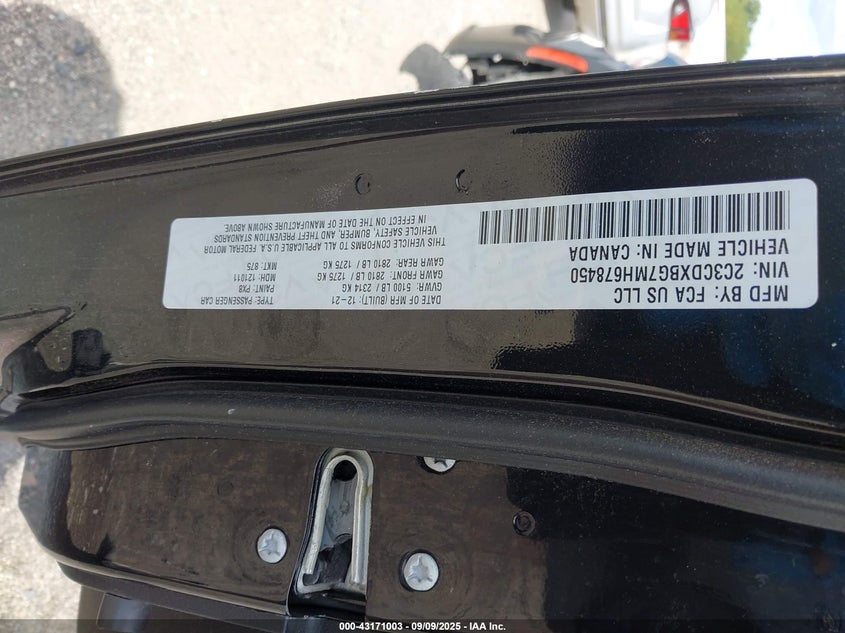 MFD BY: FCA US LLC
VIN: 2C3CDXBG7MH678450
VEHICLE MADE IN: CANADA
DATE OF MFR (BUILT): 12-21
GVWR: 5100 LB / 2314 KG
GAWR FRONT: 2810 LB / 1275 KG
GAWR REAR: 2810 LB / 1275 KG
TYPE: PASSENGER CAR
PAINT: PX8
MDH: 121011
MKT: 875
THIS VEHICLE CONFORMS TO ALL APPLICABLE U.S.A. FEDERAL MOTOR
VEHICLE SAFETY, BUMPER, AND THEFT PREVENTION STANDARDS
IN EFFECT ON THE DATE OF MANUFACTURE SHOWN ABOVE
000-43171003 - 09/09/2025 - IAA Inc.